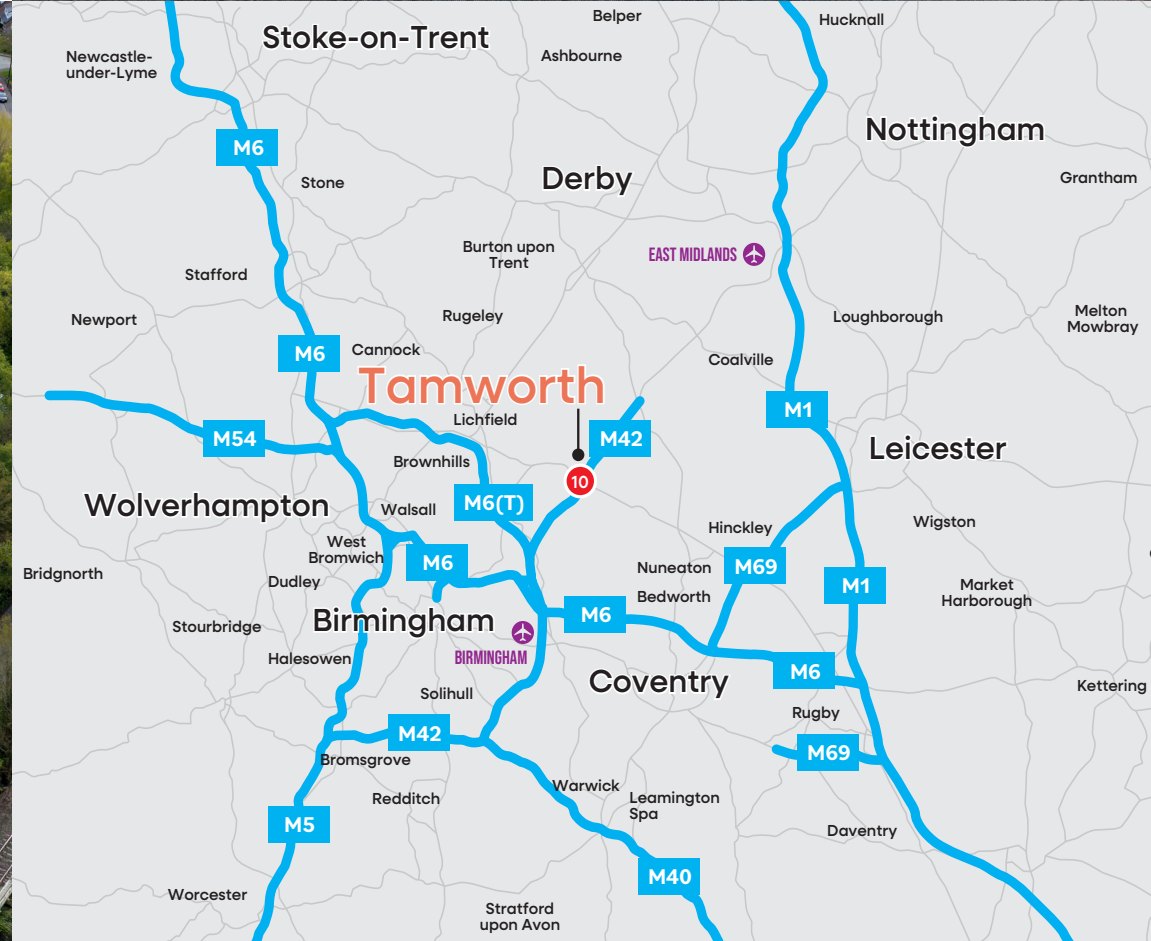 Belper
Hucknall
Stoke-on-Trent
Ashbourne
Newcastle-
under-Lyme
Nottingham
M6
Derby
Grantham
Stone
Burton upon
Trent
EAST MIDLANDS
Stafford
Newport
Rugeley
Loughborough
Melton
Mowbray
M6
Cannock
Coalville
Tamworth
M1
Lichfield
M54
M42
Leicester
Brownhills
10
Wolverhampton
Walsall
M6(T)
Wigston
Hinckley
West
Bromwich
M6
Nuneaton
M69
Bridgnorth
Dudley
M1
Market
Harborough
Bedworth
Stourbridge
Birmingham
M6
Halesowen
BIRMINGHAM
Coventry
M6
Kettering
Solihull
Rugby
M42
M69
Bromsgrove
Warwick
Redditch
Leamington
Spa
M5
Daventry
M40
Worcester
Stratford
upon Avon